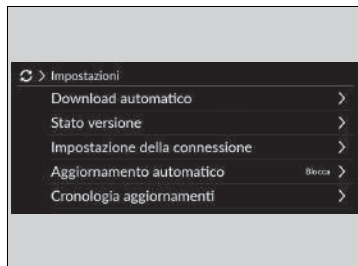 > Impostazioni
Download automatico >
Stato versione >
Impostazione della connessione >
Aggiornamento automatico Blocca >
Cronologia aggiornamenti >